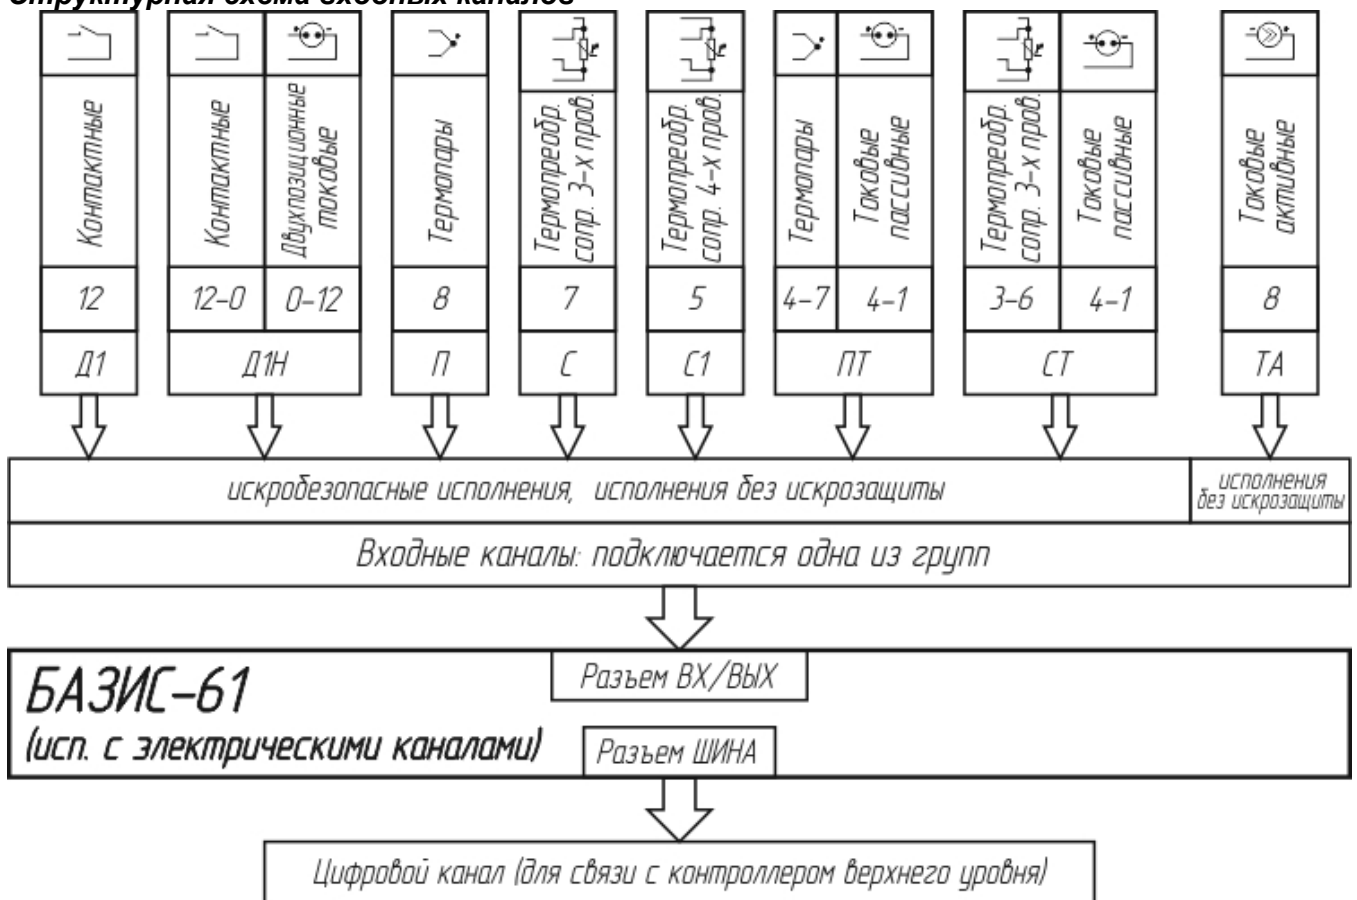 Структурная схема входных каналов
Контактные
Контактные
Двухпозиционные
токовые
Термопары
Термопреобр.
сопр. 3-х пров.
Термопреобр.
сопр. 4-х пров.
Термопары
Токовые
пассивные
Термопреобр.
сопр. 3-х пров.
Токовые
пассивные
Токовые
активные
12
12-0
0-12
8
7
5
4-7
4-1
3-6
4-1
8
Д1
Д1Н
П
С
С1
ПТ
СТ
ТА
искробезопасные исполнения, исполнения без искрозащиты
исполнения
без искрозащиты
Входные каналы: подключается одна из групп
Разъем ВХ/ВЫХ
БАЗИС-61
(исп. с электрическими каналами)
Разъем ШИНА
Цифровой канал (для связи с контроллером верхнего уровня)